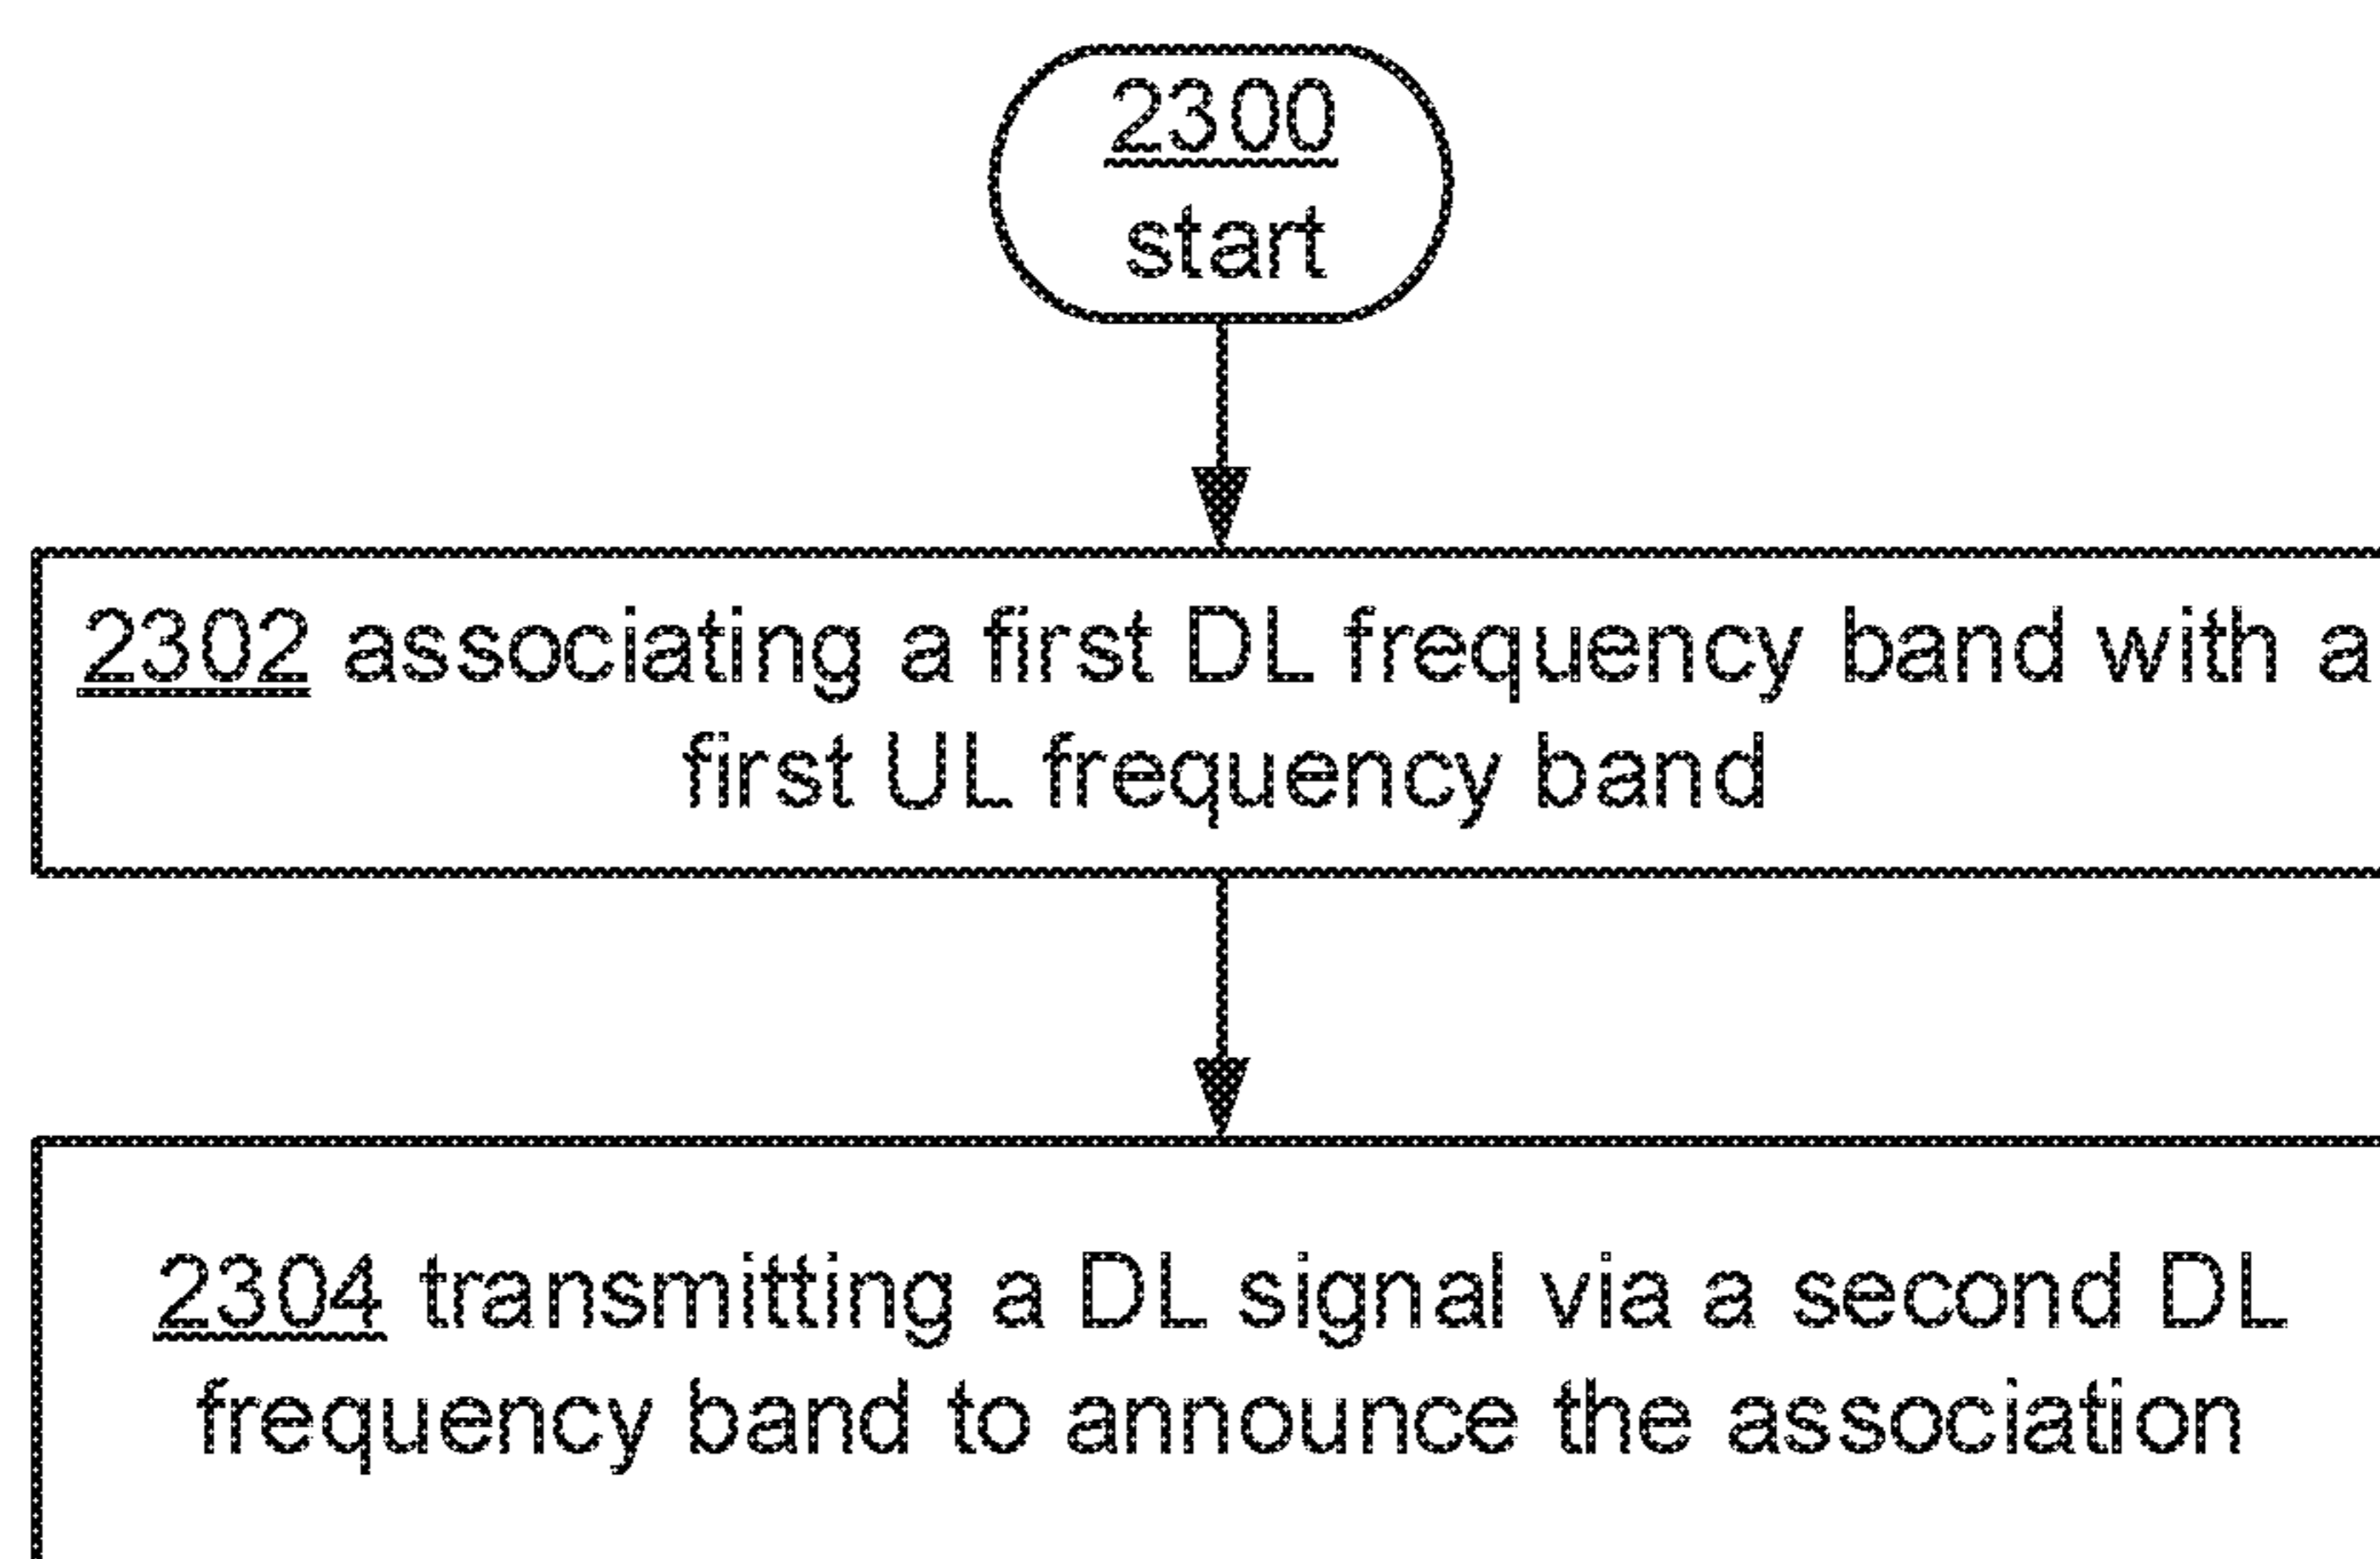 2300
start
2302 associating a first DL frequency band with a
first UL frequency band
2304 transmitting a DL signal via a second DL
frequency band to announce the association